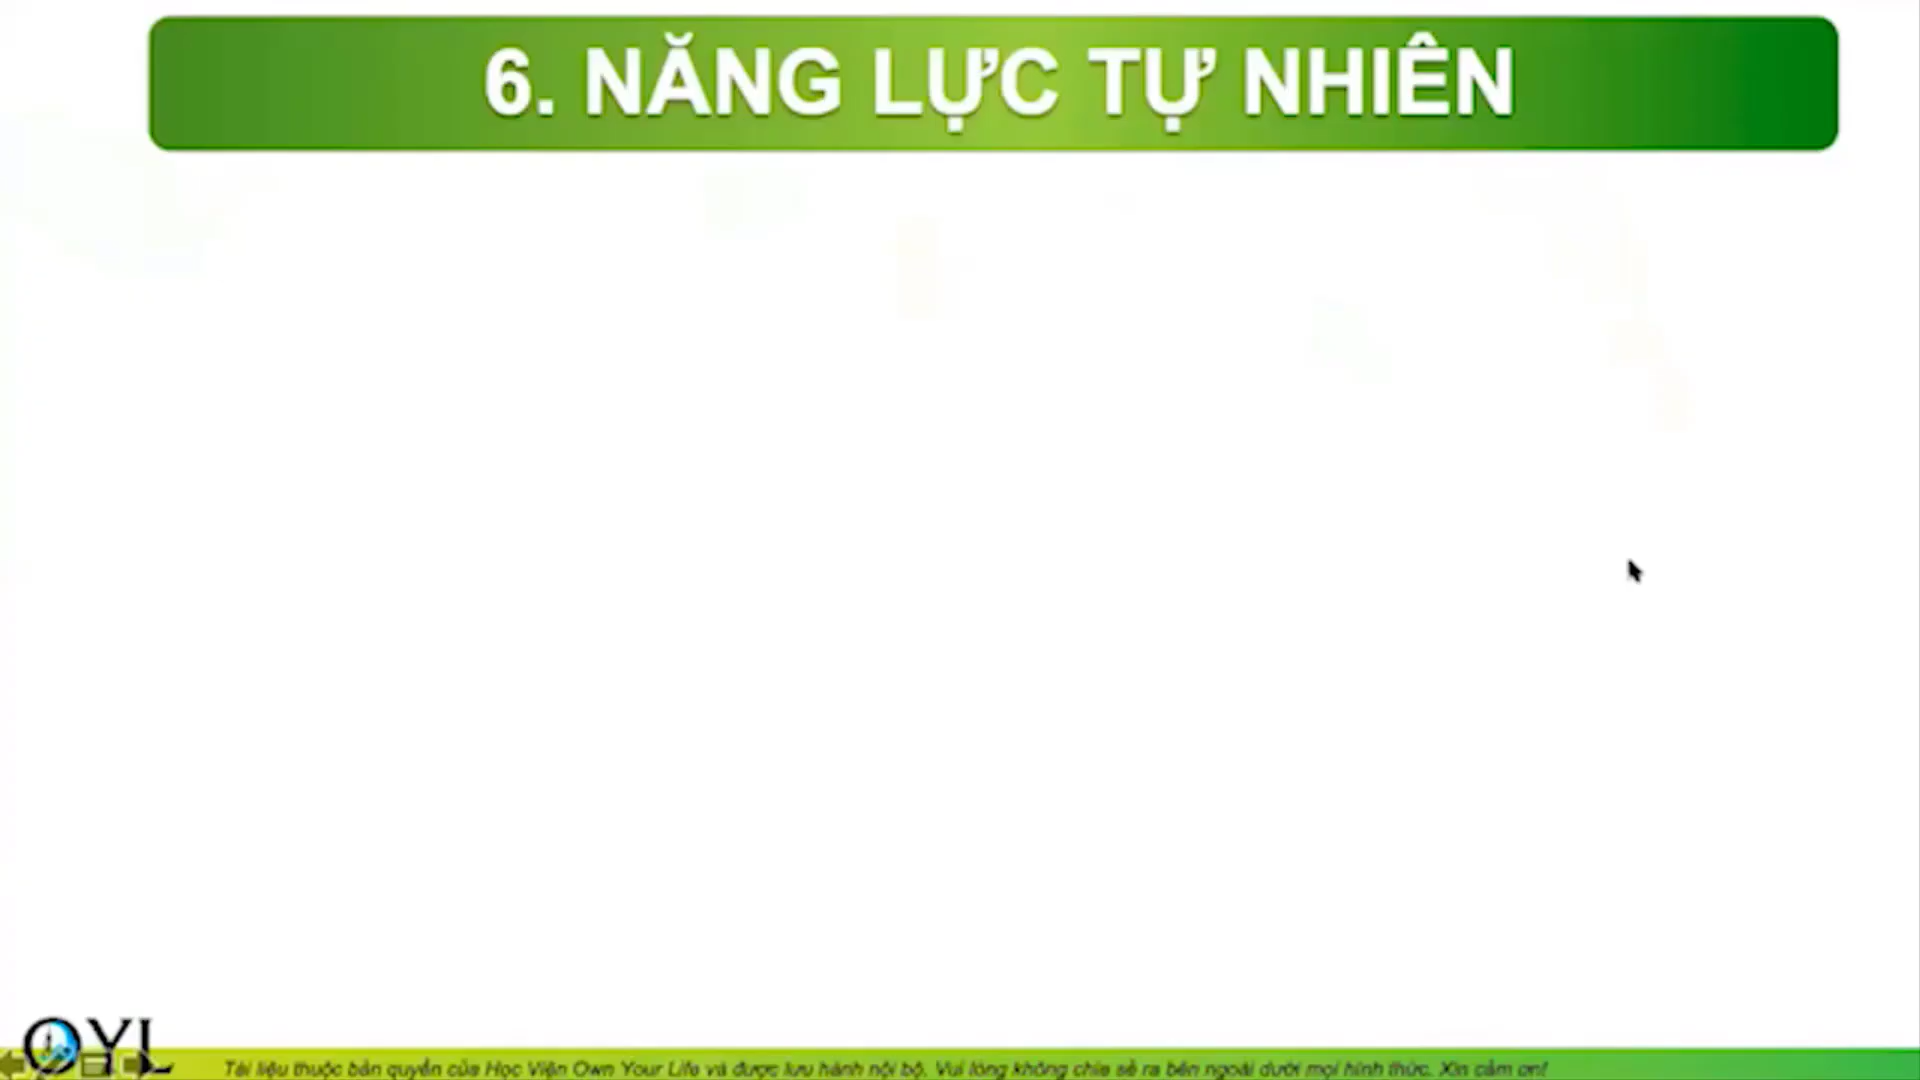 6. NĂNG LỰC TỰ NHIÊN
OYL
Tài liệu thuộc bản quyền của Học Viện Own Your Life và được lưu hành nội bộ. Vui lòng không chia sẻ ra bên ngoài dưới mọi hình thức. Xin cảm ơn!